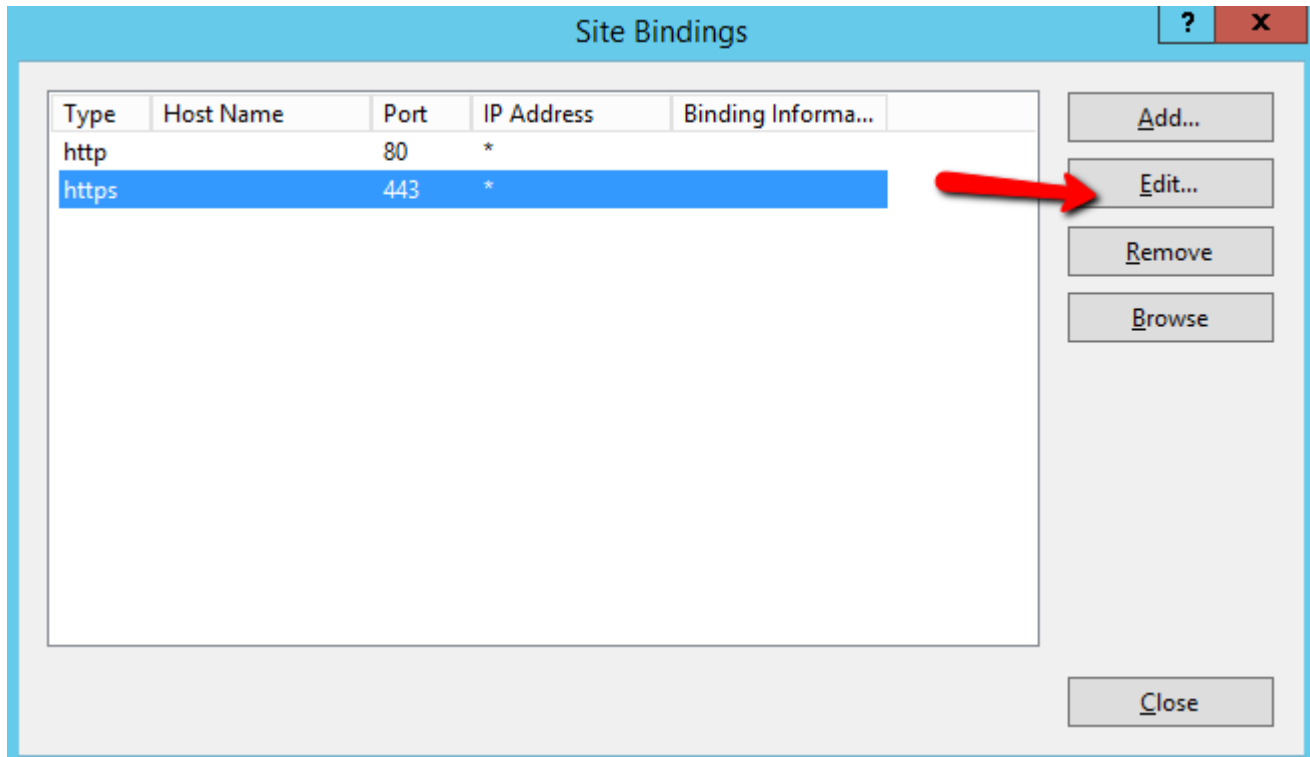 Site Bindings
? x
Type Host Name Port IP Address Binding Informa...
http 80 *
https 443 *
Add...
Edit...
Remove
Browse
Close